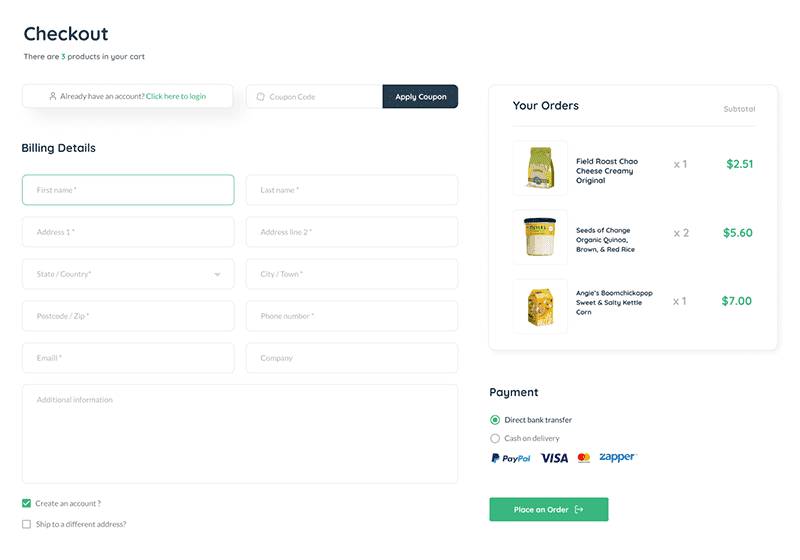 Checkout
There are 3 products in your cart
Already have an account? Click here to login
Coupon Code
Apply Coupon
Billing Details
First name *
Last name *
Address 1 *
Address line 2 *
State / Country*
City / Town *
Postcode / Zip *
Phone number *
Emaill *
Company
Additional information
Create an account ?
Ship to a different address?
Your Orders
Subtotal
Field Roast Chao
Cheese Creamy
Original
x 1
$2.51
Seeds of Change
Organic Quinoa,
Brown, & Red Rice
x 2
$5.60
Angie's Boomchickapop
Sweet & Salty Kettle
Corn
x 1
$7.00
Payment
Direct bank transfer
Cash on delivery
PayPal VISA zapper
Place an Order